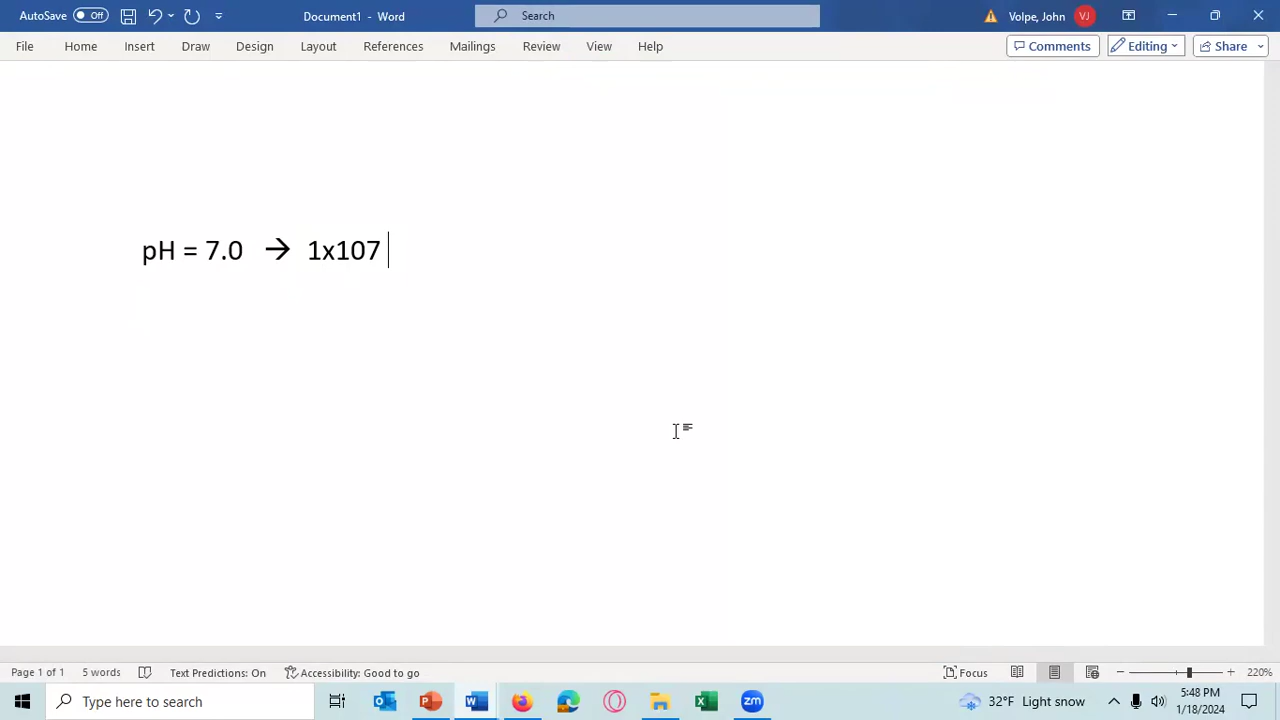 AutoSave Off Document1 - Word Search Volpe, John VJ
File Home Insert Draw Design Layout References Mailings Review View Help Comments Editing Share
pH = 7.0 → 1x107
Page 1 of 1 5 words Text Predictions: On Accessibility: Good to go Focus 220%
Type here to search 32°F Light snow 5:48 PM
1/18/2024